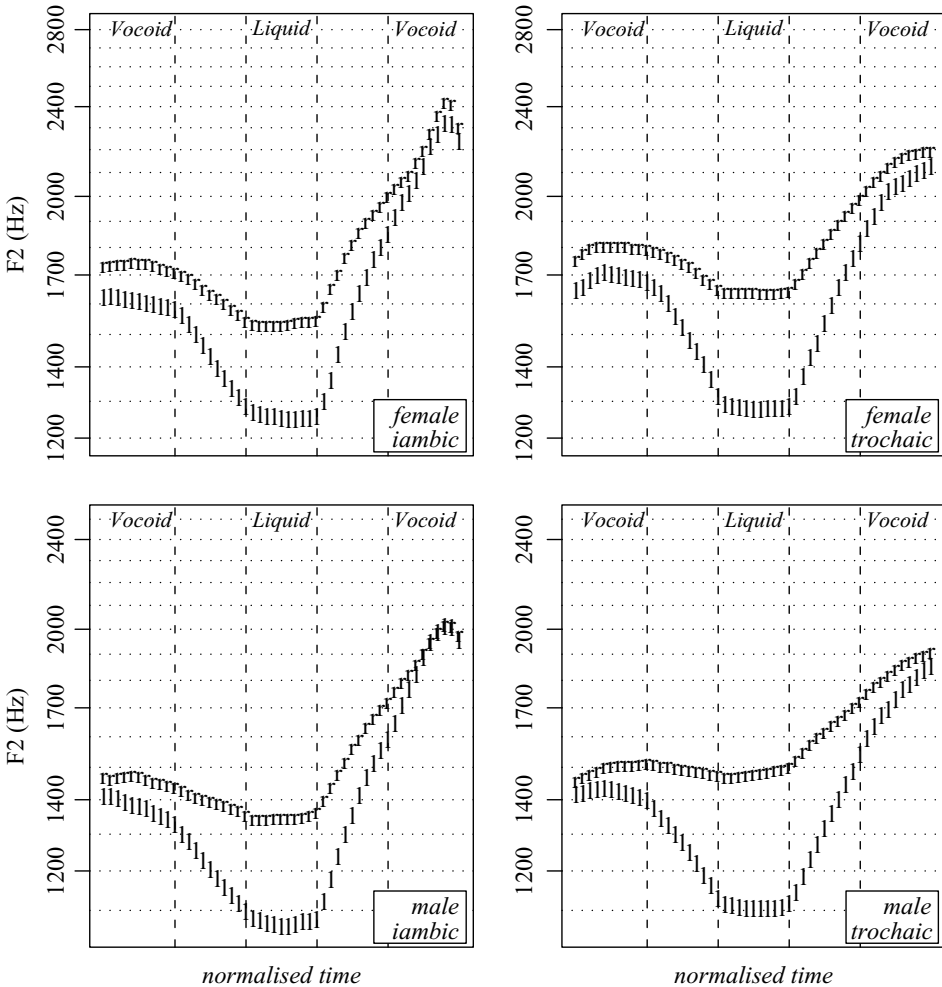 Vocoid Liquid Vocoid
2800
2400
2000
1700
1400
1200
F2 (Hz)
female
iambic
Vocoid Liquid Vocoid
2800
2400
2000
1700
1400
1200
female
trochaic
Vocoid Liquid Vocoid
2400
2000
1700
1400
1200
F2 (Hz)
male
iambic
normalised time
Vocoid Liquid Vocoid
2400
2000
1700
1400
1200
male
trochaic
normalised time